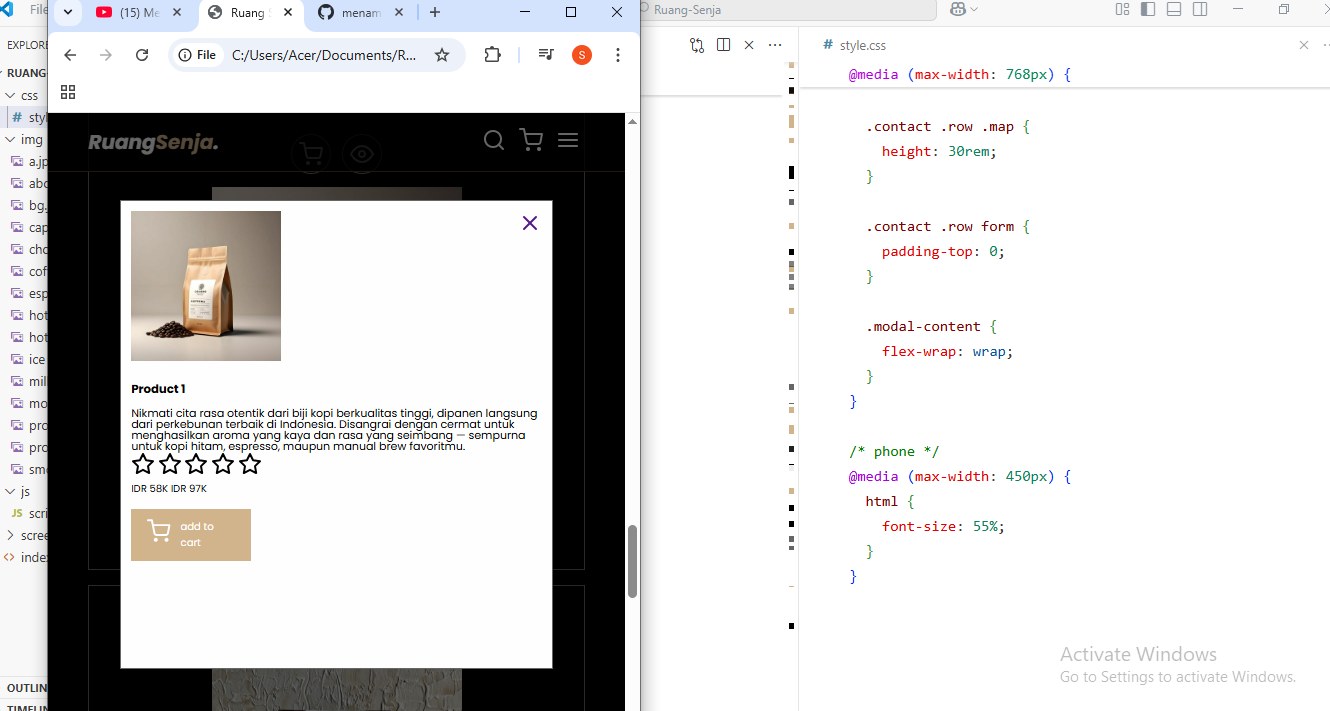 File
Ruang-Senja
(15) Me
Ruang
menam
File
C:/Users/Acer/Documents/R...
S
EXPLORE
RUANG
css
# styl
img
a.jp
abo
bg.
cap
cho
cof
esp
hot
hot
ice
mil
mo
pro
pro
smo
js
JS scri
scree
<> index
OUTLIN
TIMELIN
RuangSenja.
Product 1
Nikmati cita rasa otentik dari biji kopi berkualitas tinggi, dipanen langsung
dari perkebunan terbaik di Indonesia. Disangrai dengan cermat untuk
menghasilkan aroma yang kaya dan rasa yang seimbang — sempurna
untuk kopi hitam, espresso, maupun manual brew favoritmu.
IDR 58K IDR 97K
add to
cart
# style.css
@media (max-width: 768px) {
.contact .row .map {
height: 30rem;
}
.contact .row form {
padding-top: 0;
}
.modal-content {
flex-wrap: wrap;
}
}
/* phone */
@media (max-width: 450px) {
html {
font-size: 55%;
}
}
Activate Windows
Go to Settings to activate Windows.